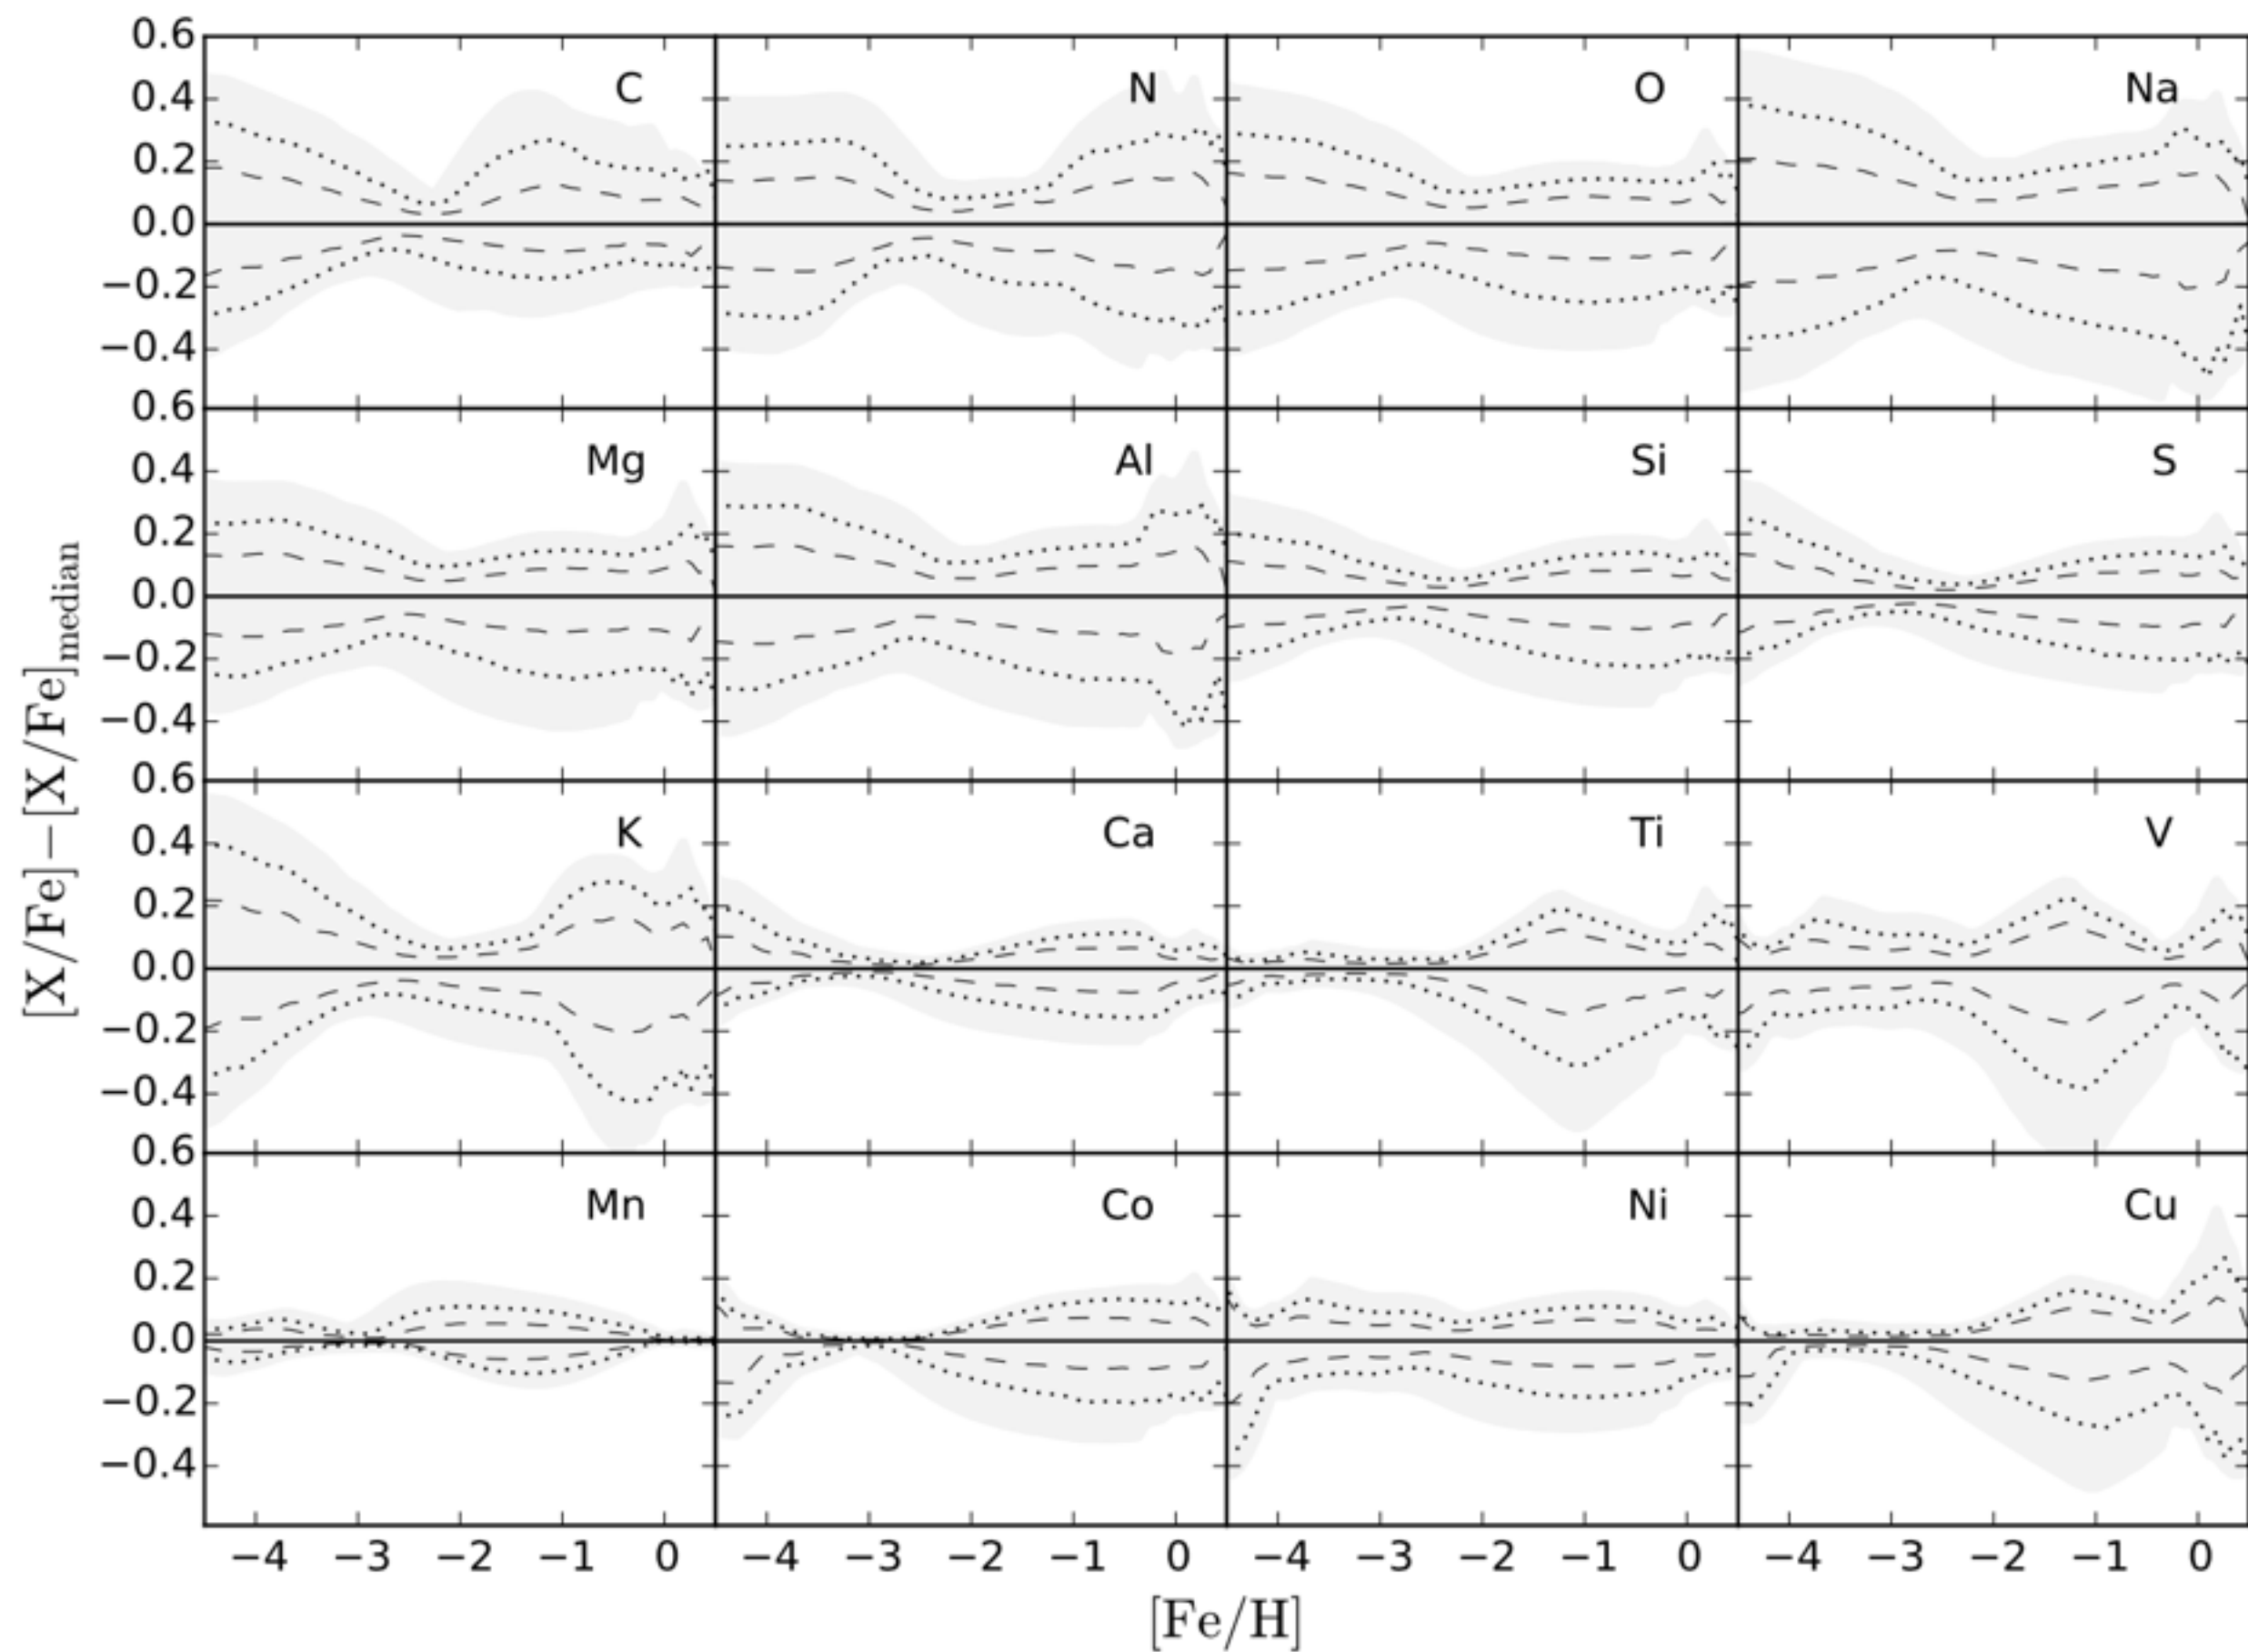 [X/Fe]−[X/Fe]median
0.6
0.4
0.2
0.0
−0.2
−0.4
C
N
O
Na
0.6
0.4
0.2
0.0
−0.2
−0.4
Mg
Al
Si
S
0.6
0.4
0.2
0.0
−0.2
−0.4
K
Ca
Ti
V
0.6
0.4
0.2
0.0
−0.2
−0.4
Mn
Co
Ni
Cu
−4 −3 −2 −1 0 −4 −3 −2 −1 0 −4 −3 −2 −1 0 −4 −3 −2 −1 0
[Fe/H]